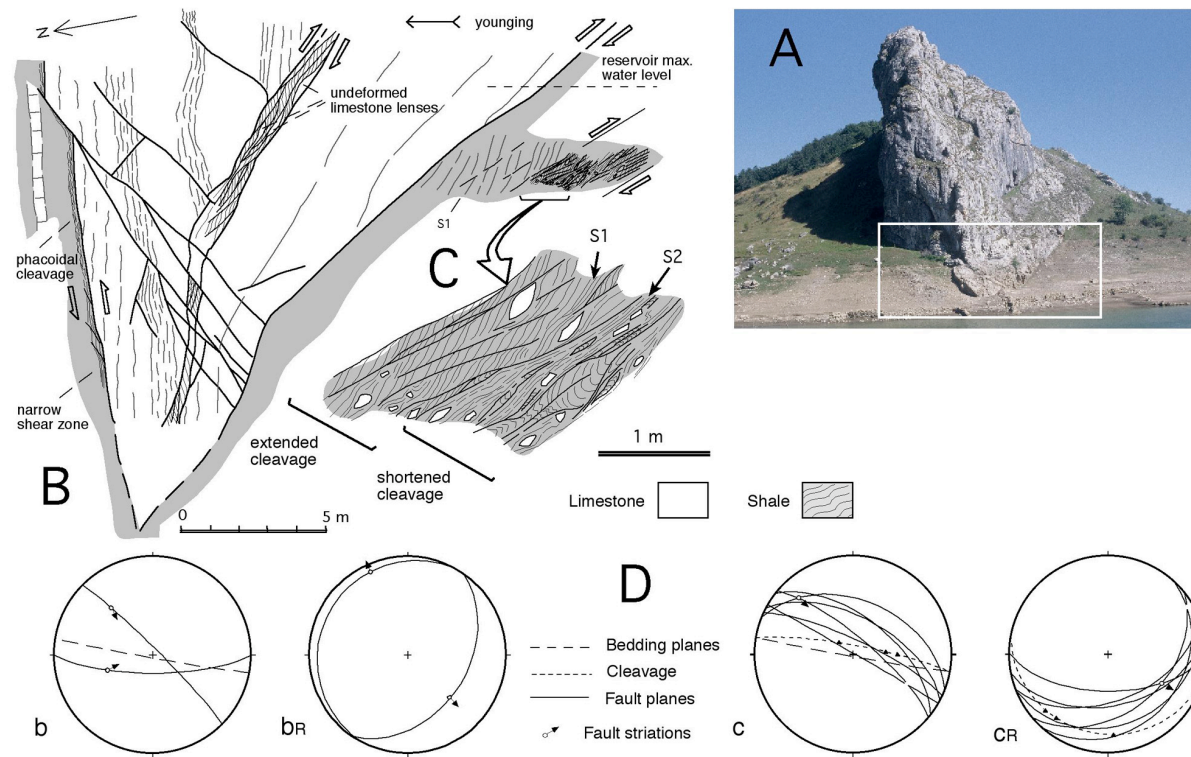 B
N
younging
reservoir max.
water level
undeformed
limestone lenses
A
S1
phacoidal
cleavage
C
S1
S2
narrow
shear zone
extended
cleavage
shortened
cleavage
1 m
Limestone
Shale
B
0
5 m
D
Bedding planes
Cleavage
Fault planes
Fault striations
b
bR
c
cR